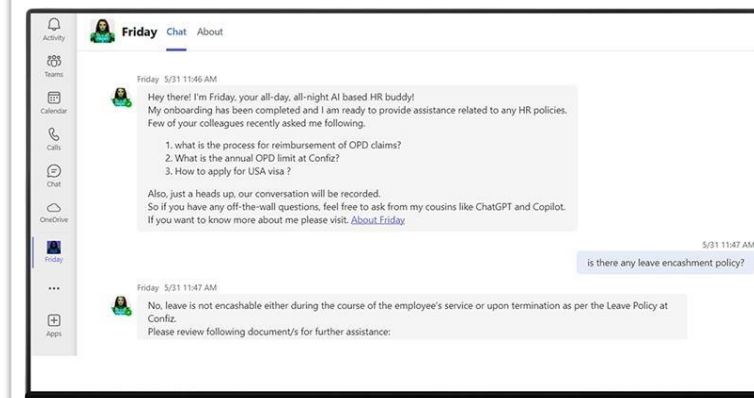 Activity
Teams
Calendar
Calls
Chat
OneDrive
Friday
Apps
Friday Chat About
Friday 5/31 11:46 AM
Hey there! I'm Friday, your all-day, all-night AI based HR buddy!
My onboarding has been completed and I am ready to provide assistance related to any HR policies.
Few of your colleagues recently asked me following.
1. what is the process for reimbursement of OPD claims?
2. What is the annual OPD limit at Confiz?
3. How to apply for USA visa ?
Also, just a heads up, our conversation will be recorded.
So if you have any off-the-wall questions, feel free to ask from my cousins like ChatGPT and Copilot.
If you want to know more about me please visit. About Friday
5/31 11:47 AM
is there any leave encashment policy?
Friday 5/31 11:47 AM
No, leave is not encashable either during the course of the employee's service or upon termination as per the Leave Policy at
Confiz.
Please review following document/s for further assistance: